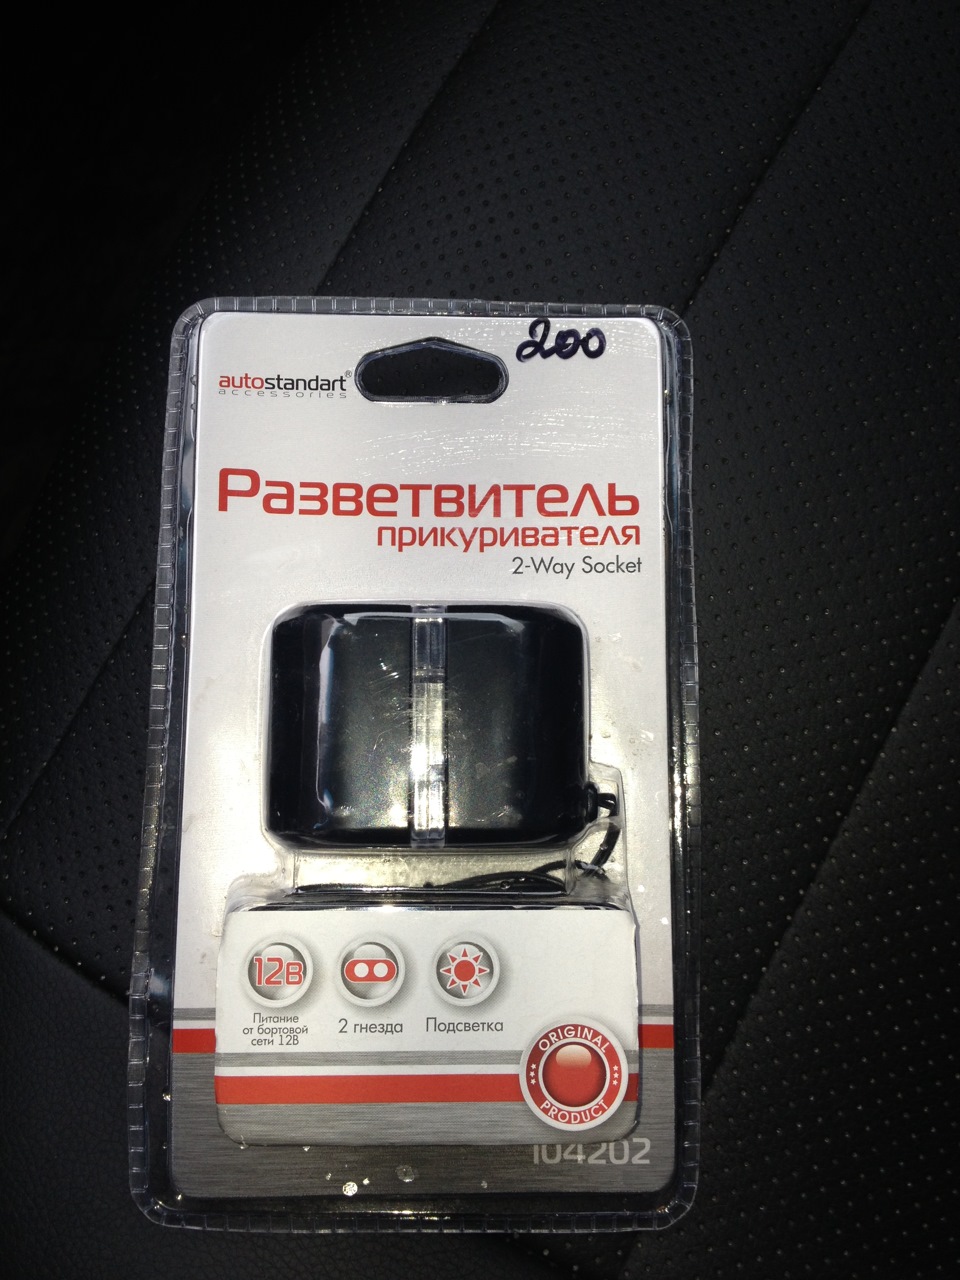 200
autostandart®
accessories
Разветвитель
прикуривателя
2-Way Socket
12В
Питание
от бортовой
сети 12В
2 гнезда
Подсветка
ORIGINAL
PRODUCT
104202